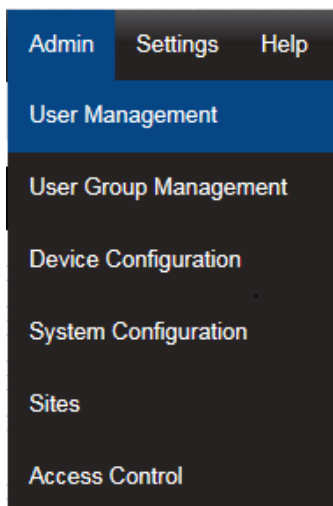 Admin Settings Help
User Management
User Group Management
Device Configuration
System Configuration
Sites
Access Control